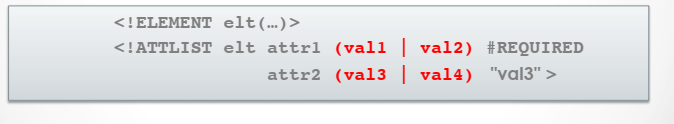 <!ELEMENT elt(…)>
<!ATTLIST elt attr1 (val1 | val2) #REQUIRED
attr2 (val3 | val4) "val3" >